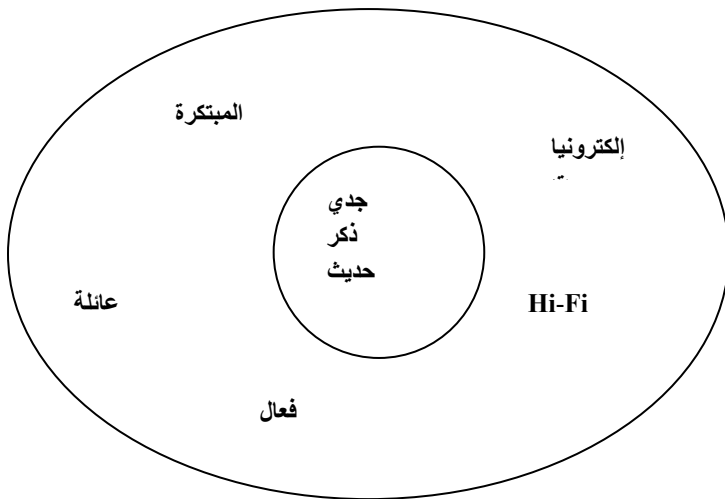 المبتكرة
إلكترونيا
جدي
ذكر
حديث
عائلة
Hi-Fi
فعال